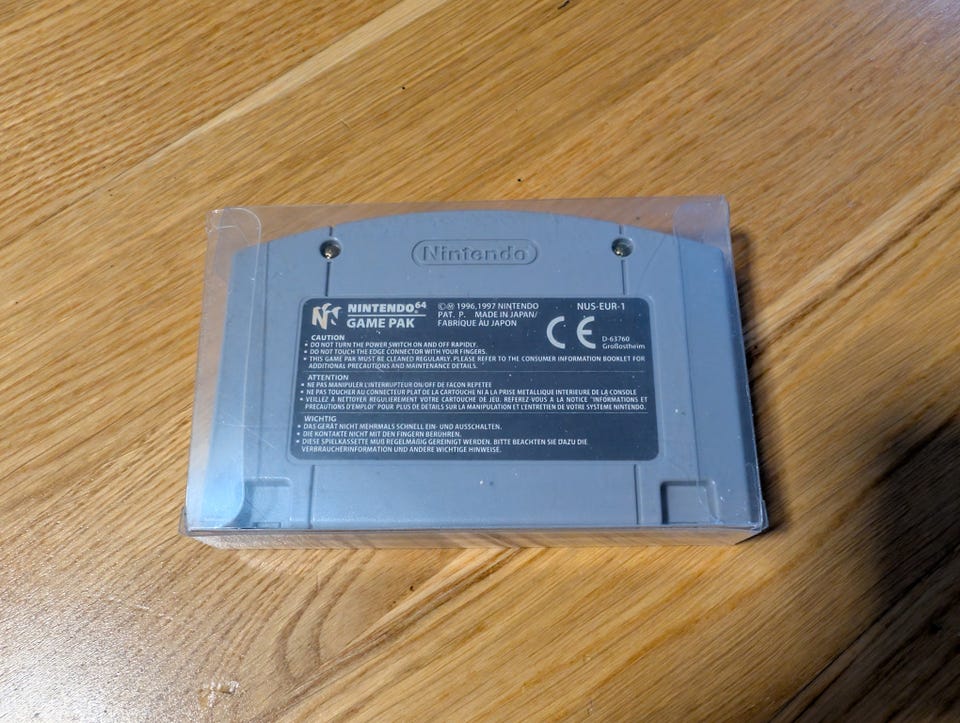 Nintendo
NINTENDO64
GAME PAK
©Ⓜ 1996,1997 NINTENDO
PAT. P. MADE IN JAPAN/
FABRIQUE AU JAPON
NUS-EUR-1
CE
D-63760
Großostheim
CAUTION
• DO NOT TURN THE POWER SWITCH ON AND OFF RAPIDLY.
• DO NOT TOUCH THE EDGE CONNECTOR WITH YOUR FINGERS.
• THIS GAME PAK MUST BE CLEANED REGULARLY. PLEASE REFER TO THE CONSUMER INFORMATION BOOKLET FOR
ADDITIONAL PRECAUTIONS AND MAINTENANCE DETAILS.
ATTENTION
• NE PAS MANIPULER L'INTERRUPTEUR ON/OFF DE FACON REPETEE
• NE PAS TOUCHER AU CONNECTEUR PLAT DE LA CARTOUCHE NI A LA PRISE METALLIQUE INTERIEURE DE LA CONSOLE
• VEILLEZ A NETTOYER REGULIEREMENT VOTRE CARTOUCHE DE JEU. REFEREZ-VOUS A LA NOTICE "INFORMATIONS ET
PRECAUTIONS D'EMPLOI" POUR PLUS DE DETAILS SUR LA MANIPULATION ET L'ENTRETIEN DE VOTRE SYSTÈME NINTENDO.
WICHTIG
• DAS GERÄT NICHT MEHRMALS SCHNELL EIN- UND AUSSCHALTEN.
• DIE KONTAKTE NICHT MIT DEN FINGERN BERÜHREN.
• DIESE SPIELKASSETTE MUß REGELMAßIG GEREINIGT WERDEN. BITTE BEACHTEN SIE DAZU DIE
VERBRAUCHERINFORMATION UND ANDERE WICHTIGE HINWEISE.